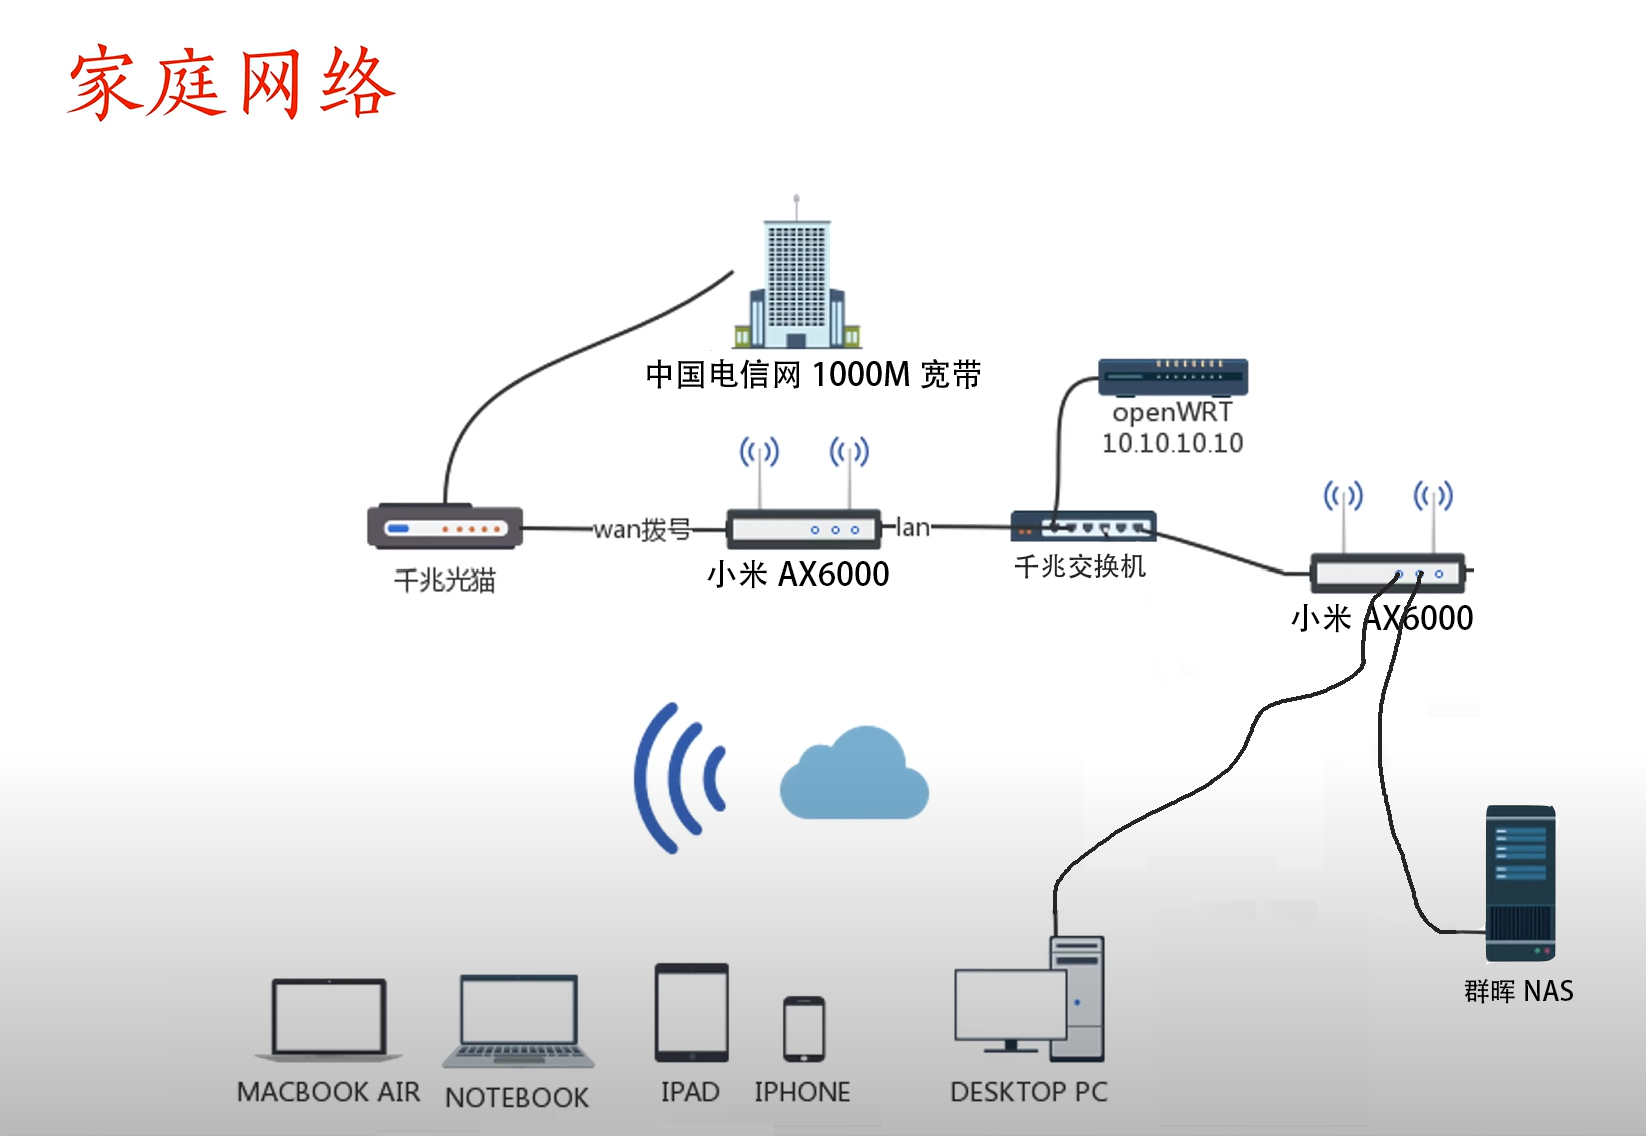 家庭网络
中国电信网 1000M 宽带
openWRT
10.10.10.10
wan拨号
lan
千兆光猫
小米 AX6000
千兆交换机
小米 AX6000
群晖 NAS
MACBOOK AIR
NOTEBOOK
IPAD
IPHONE
DESKTOP PC